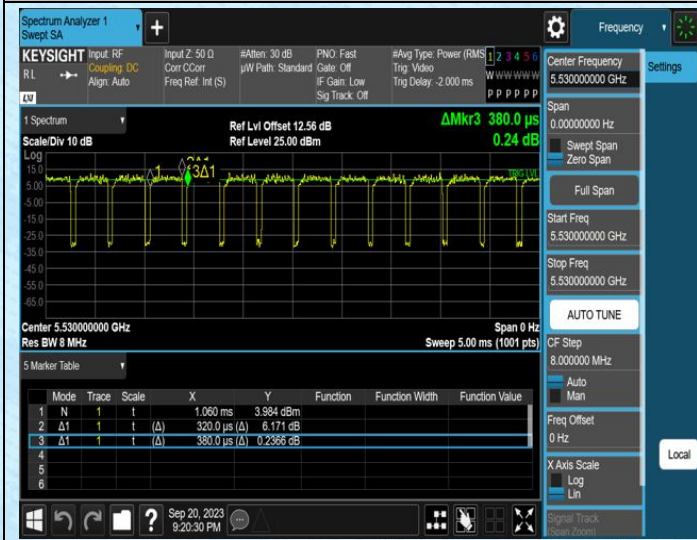 Spectrum Analyzer 1
Swept SA
Frequency
KEYSIGHT
RL
Input: RF
Coupling: DC
Align: Auto
Input Z: 50 Ω
Corr CCorr
Freq Ref: Int (S)
#Atten: 30 dB
µW Path: Standard
PNO: Fast
Gate: Off
IF Gain: Low
Sig Track: Off
#Avg Type: Power (RMS
Trig: Video
Trig Delay: -2.000 ms
1 2 3 4 5 6
W W W W W W
P P P P P P
1 Spectrum
Scale/Div 10 dB
Ref Lvl Offset 12.56 dB
Ref Level 25.00 dBm
ΔMkr3 380.0 µs
0.24 dB
Log
15.0
5.00
-5.00
-15.0
-25.0
-35.0
-45.0
-55.0
-65.0
3Δ1
TRIG LVL
Center 5.530000000 GHz
Res BW 8 MHz
Span 0 Hz
Sweep 5.00 ms (1001 pts)
5 Marker Table
Mode Trace Scale X Y Function Function Width Function Value
1 N 1 t 1.060 ms 3.984 dBm
2 Δ1 1 t (Δ) 320.0 µs (Δ) 6.171 dB
3 Δ1 1 t (Δ) 380.0 µs (Δ) 0.2366 dB
4
5
6
Sep 20, 2023
9:20:30 PM
Center Frequency
5.530000000 GHz
Span
0.00000000 Hz
Swept Span
Zero Span
Full Span
Start Freq
5.530000000 GHz
Stop Freq
5.530000000 GHz
AUTO TUNE
CF Step
8.000000 MHz
Auto
Man
Freq Offset
0 Hz
X Axis Scale
Log
Lin
Signal Track
(Span Zoom)
Settings
Local